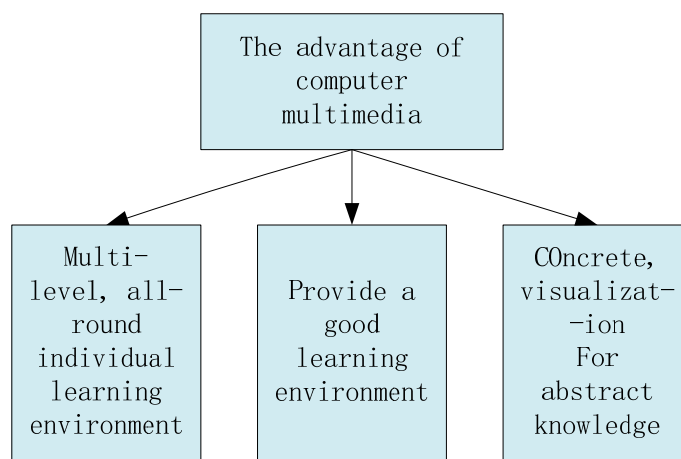 The advantage of
computer
multimedia
Multi-
level, all-
round
individual
learning
environment
Provide a
good
learning
environment
COncrete,
visualizat-
-ion
For
abstract
knowledge